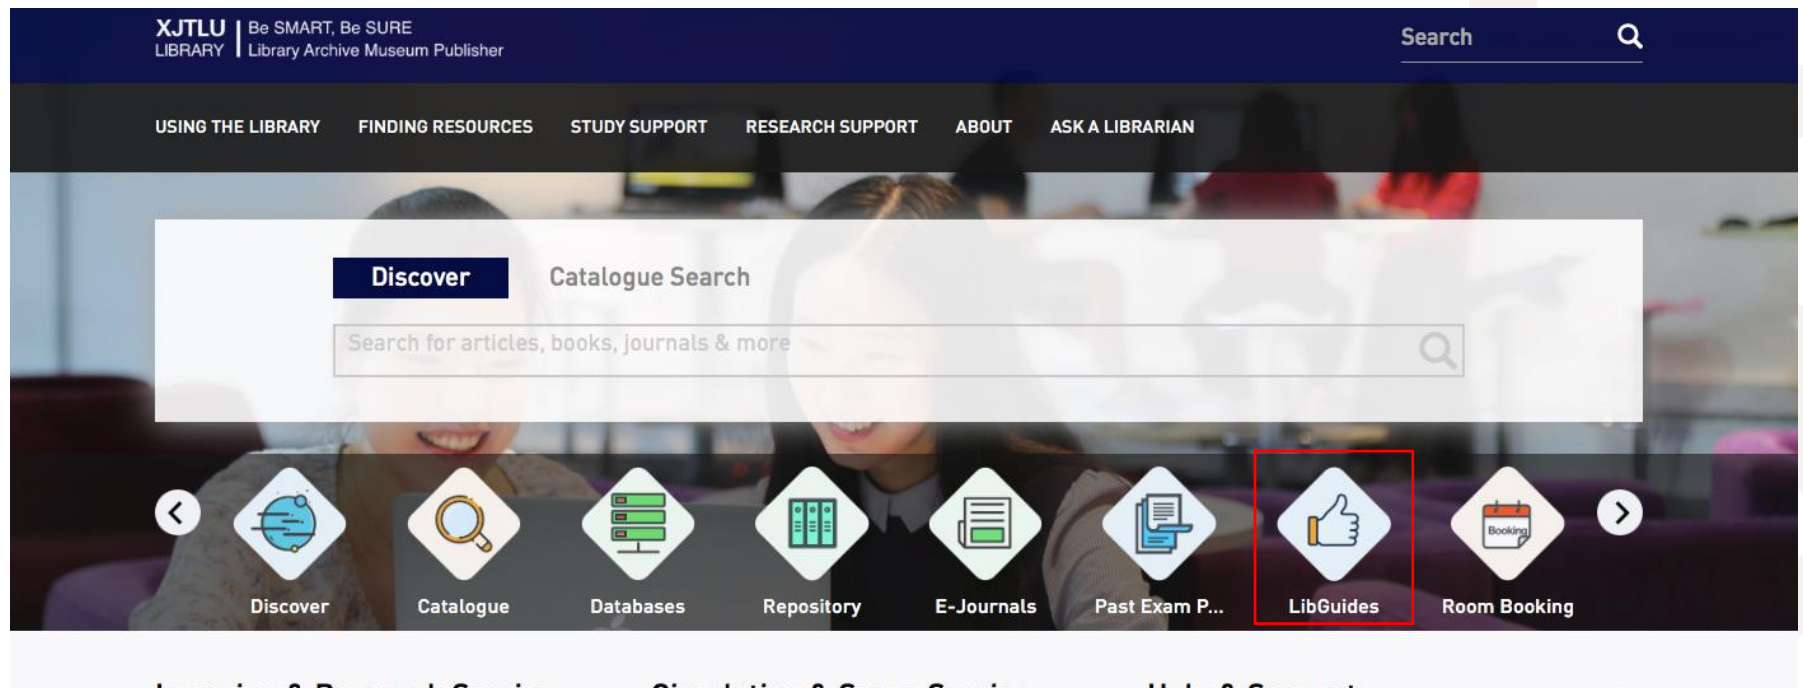 XJTLU
LIBRARY
Be SMART, Be SURE
Library Archive Museum Publisher
Search
USING THE LIBRARY FINDING RESOURCES STUDY SUPPORT RESEARCH SUPPORT ABOUT ASK A LIBRARIAN
Discover Catalogue Search
Search for articles, books, journals & more
Booking
Discover Catalogue Databases Repository E-Journals Past Exam P... LibGuides Room Booking